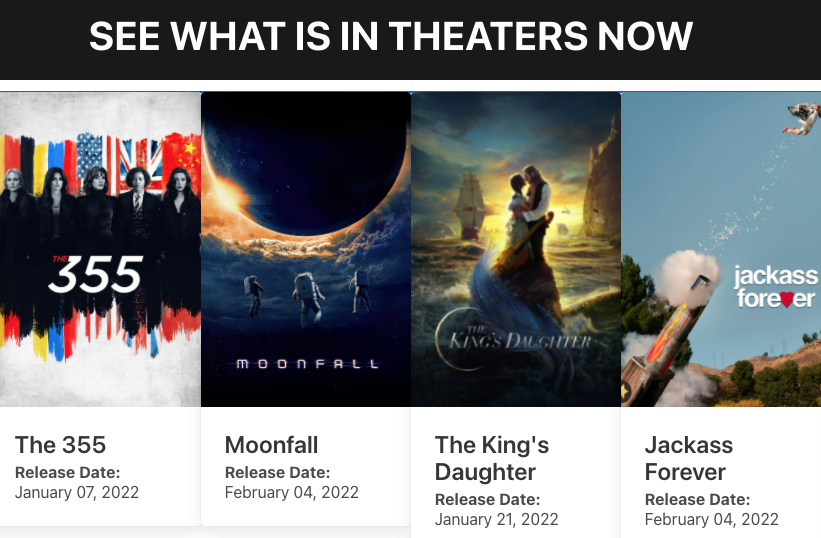 SEE WHAT IS IN THEATERS NOW
THE
355
MOONFALL
THE
KING'S DAUGHTER
jackass
forever
The 355
Release Date:
January 07, 2022
Moonfall
Release Date:
February 04, 2022
The King's
Daughter
Release Date:
January 21, 2022
Jackass
Forever
Release Date:
February 04, 2022